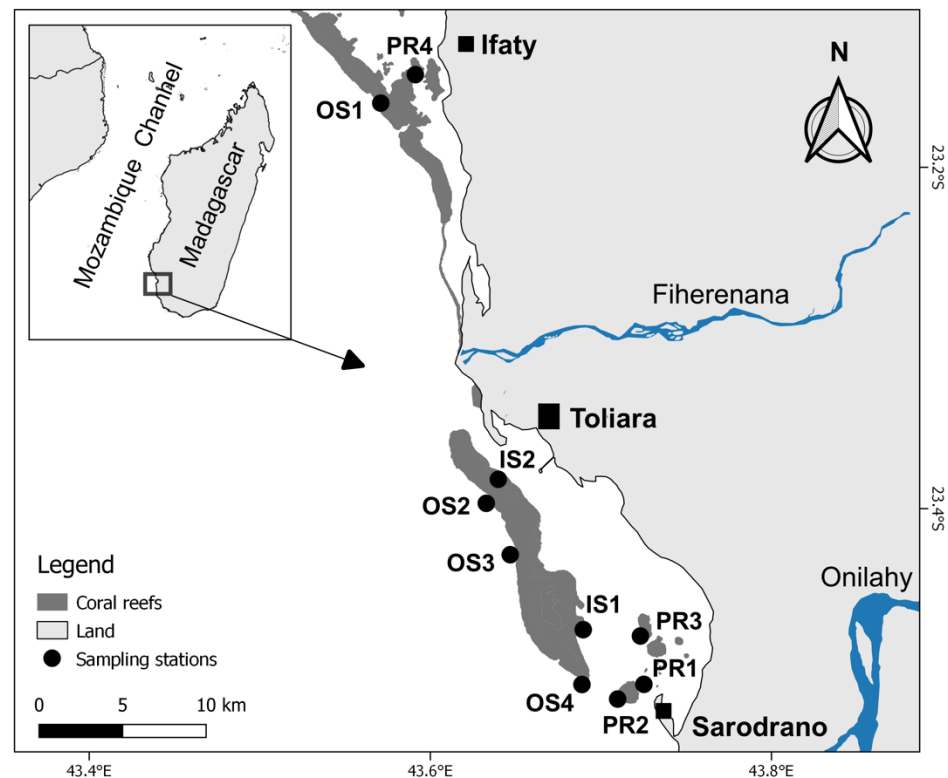 PR4
Ifaty
OS1
N
Mozambique Channel
Madagascar
23.2°S
Fiherenana
Toliara
IS2
OS2
23.4°S
OS3
Legend
Coral reefs
Land
Sampling stations
0 5 10 km
Onilahy
IS1
PR3
PR1
OS4
PR2
Sarodrano
43.4°E 43.6°E 43.8°E